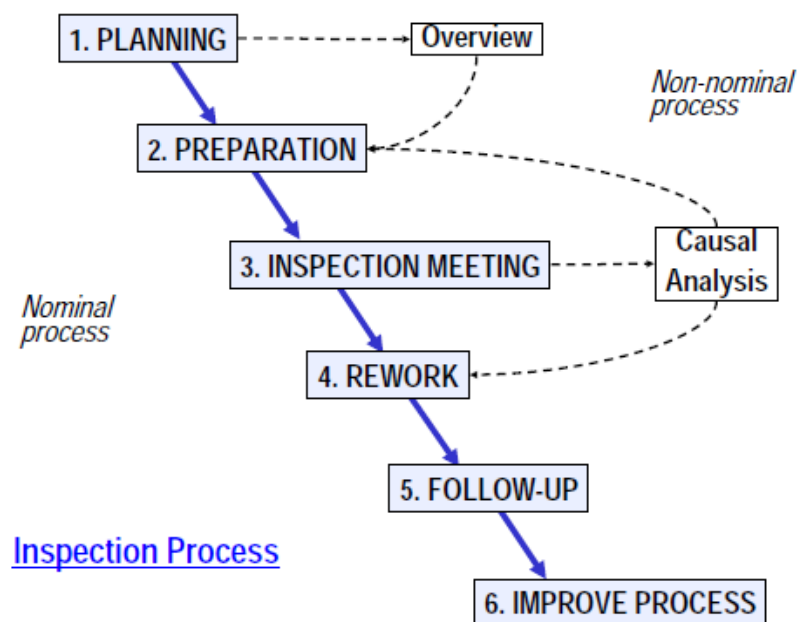 1. PLANNING
Overview
Non-nominal
process
2. PREPARATION
Causal
Analysis
3. INSPECTION MEETING
Nominal
process
4. REWORK
5. FOLLOW-UP
Inspection Process
6. IMPROVE PROCESS